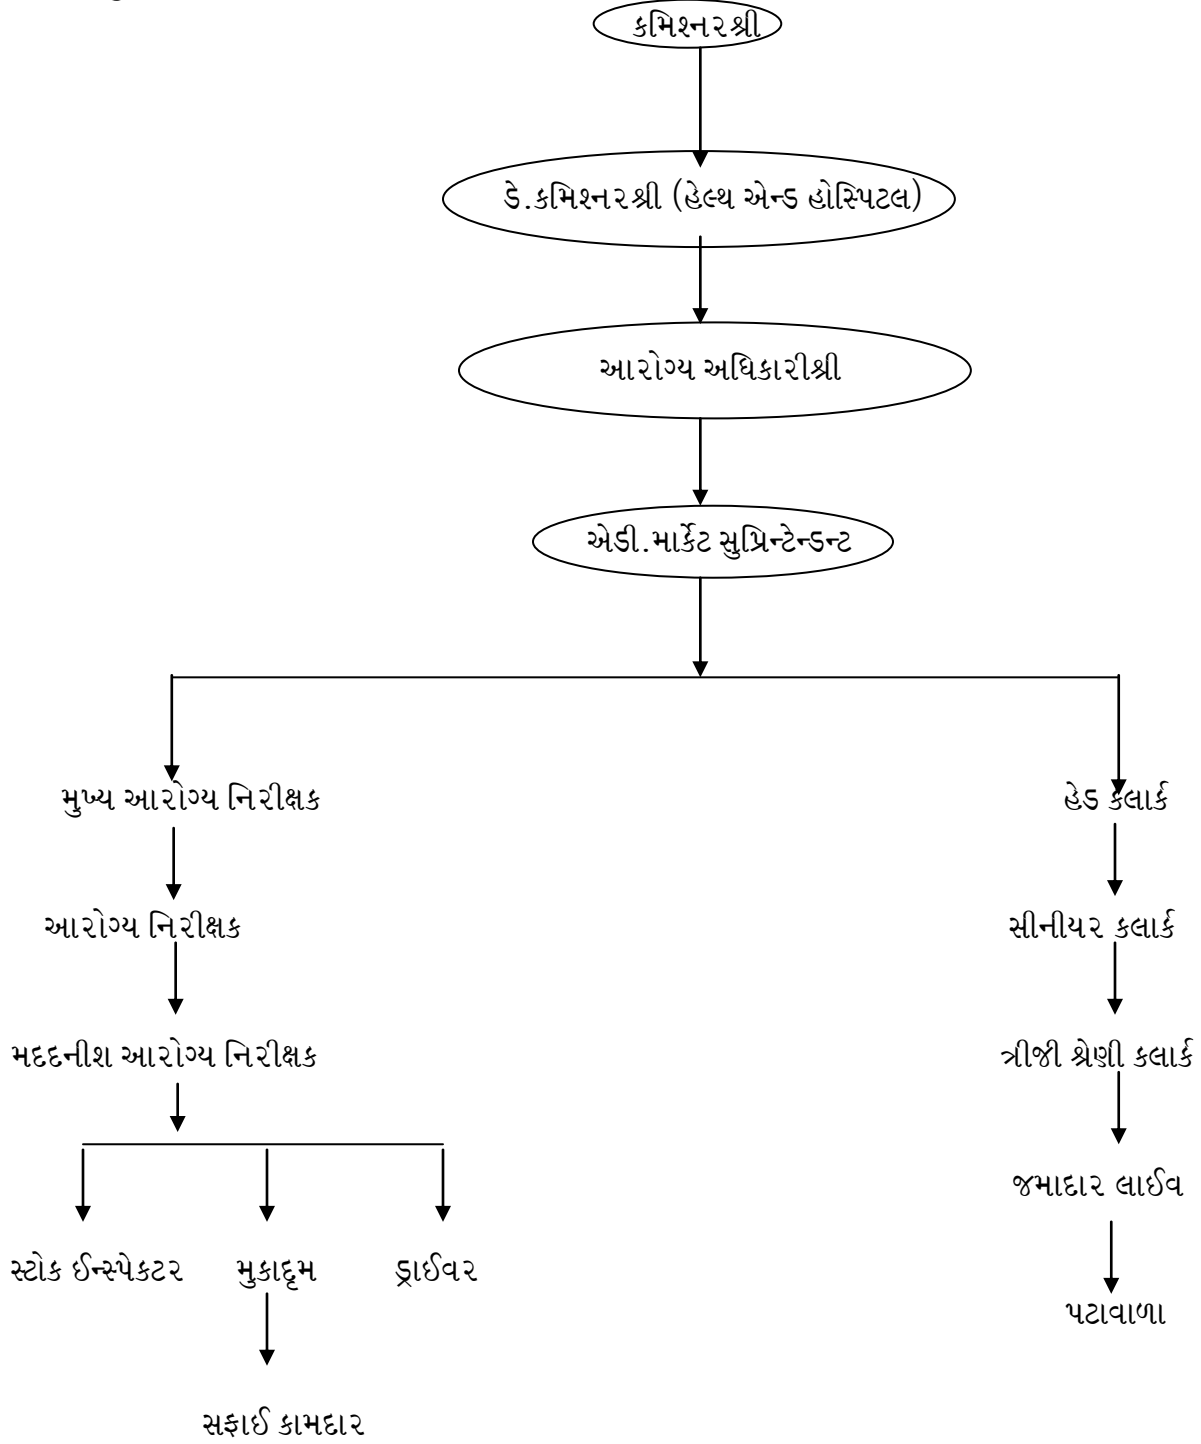 કમિશ્નરશ્રી
ડે.કમિશ્નરશ્રી (હેલ્થ એન્ડ હોસ્પિટલ)
આરોગ્ય અધિકારીશ્રી
એડી.માર્કેટ સુપ્રિન્ટેન્ડન્ટ
મુખ્ય આરોગ્ય નિરીક્ષક
હેડ કલાર્ક
આરોગ્ય નિરીક્ષક
સીનીયર કલાર્ક
મદદનીશ આરોગ્ય નિરીક્ષક
ત્રીજી શ્રેણી કલાર્ક
જમાદાર લાઈવ
સ્ટોક ઈન્સ્પેકટર
મુકાદ્દમ
ડ્રાઈવર
પટાવાળા
સફાઈ કામદાર